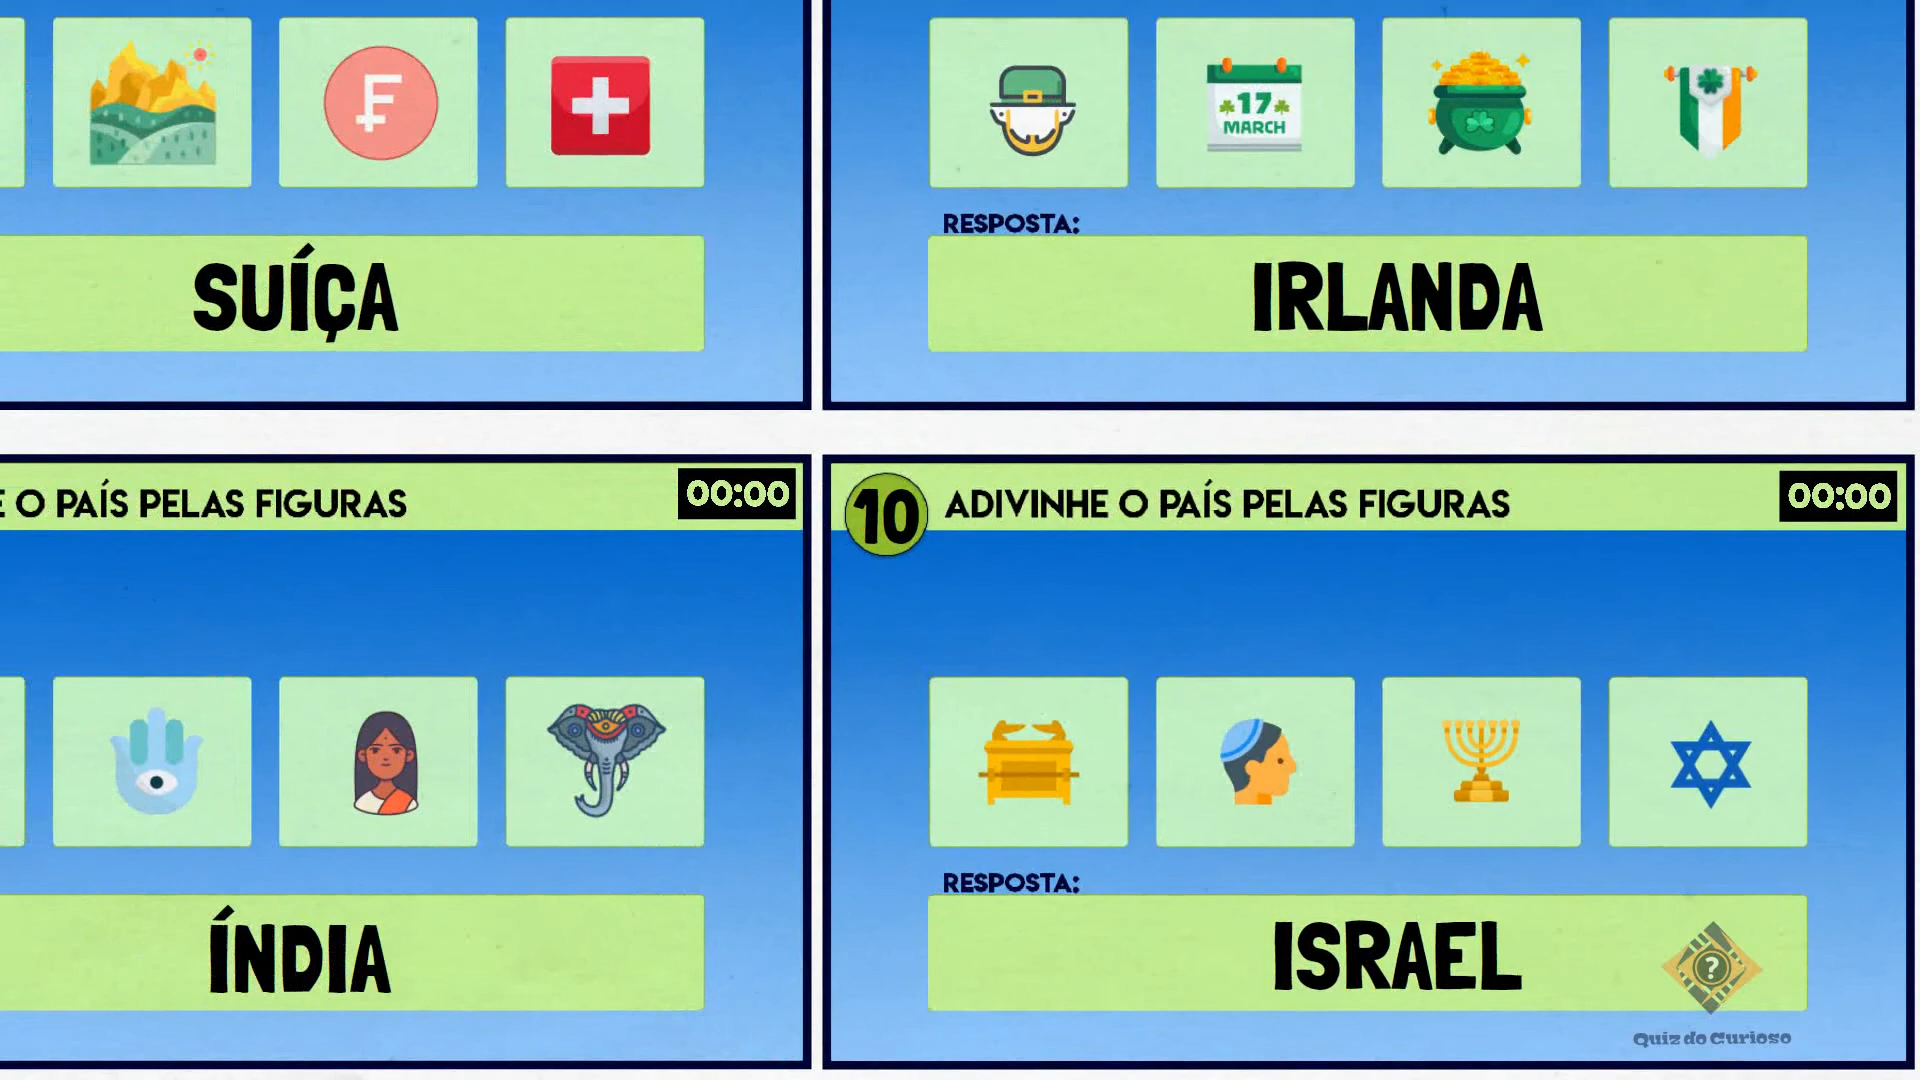 17
MARCH
RESPOSTA:
SUÍÇA
IRLANDA
E O PAÍS PELAS FIGURAS
00:00
10
ADIVINHE O PAÍS PELAS FIGURAS
00:00
RESPOSTA:
ÍNDIA
ISRAEL
?
Quiz do Curioso